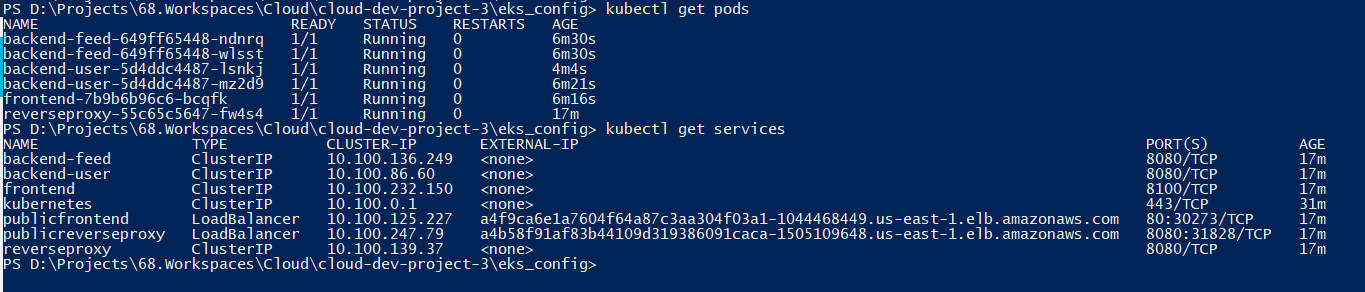 PS D:\Projects\68.Workspaces\Cloud\cloud-dev-project-3\eks_config> kubectl get pods
NAME READY STATUS RESTARTS AGE
backend-feed-649ff65448-ndnrq 1/1 Running 0 6m30s
backend-feed-649ff65448-wlsst 1/1 Running 0 6m30s
backend-user-5d4ddc4487-lsnkj 1/1 Running 0 4m4s
backend-user-5d4ddc4487-mz2d9 1/1 Running 0 6m21s
frontend-7b9b6b96c6-bcqfk 1/1 Running 0 6m16s
reverseproxy-55c65c5647-fw4s4 1/1 Running 0 17m
PS D:\Projects\68.Workspaces\Cloud\cloud-dev-project-3\eks_config> kubectl get services
NAME TYPE CLUSTER-IP EXTERNAL-IP PORT(S) AGE
backend-feed ClusterIP 10.100.136.249 <none> 8080/TCP 17m
backend-user ClusterIP 10.100.86.60 <none> 8080/TCP 17m
frontend ClusterIP 10.100.232.150 <none> 8100/TCP 17m
kubernetes ClusterIP 10.100.0.1 <none> 443/TCP 31m
publicfrontend LoadBalancer 10.100.125.227 a4f9ca6e1a7604f64a87c3aa304f03a1-1044468449.us-east-1.elb.amazonaws.com 80:30273/TCP 17m
publicreverseproxy LoadBalancer 10.100.247.79 a4b58f91af83b44109d319386091caca-1505109648.us-east-1.elb.amazonaws.com 8080:31828/TCP 17m
reverseproxy ClusterIP 10.100.139.37 <none> 8080/TCP 17m
PS D:\Projects\68.Workspaces\Cloud\cloud-dev-project-3\eks_config>